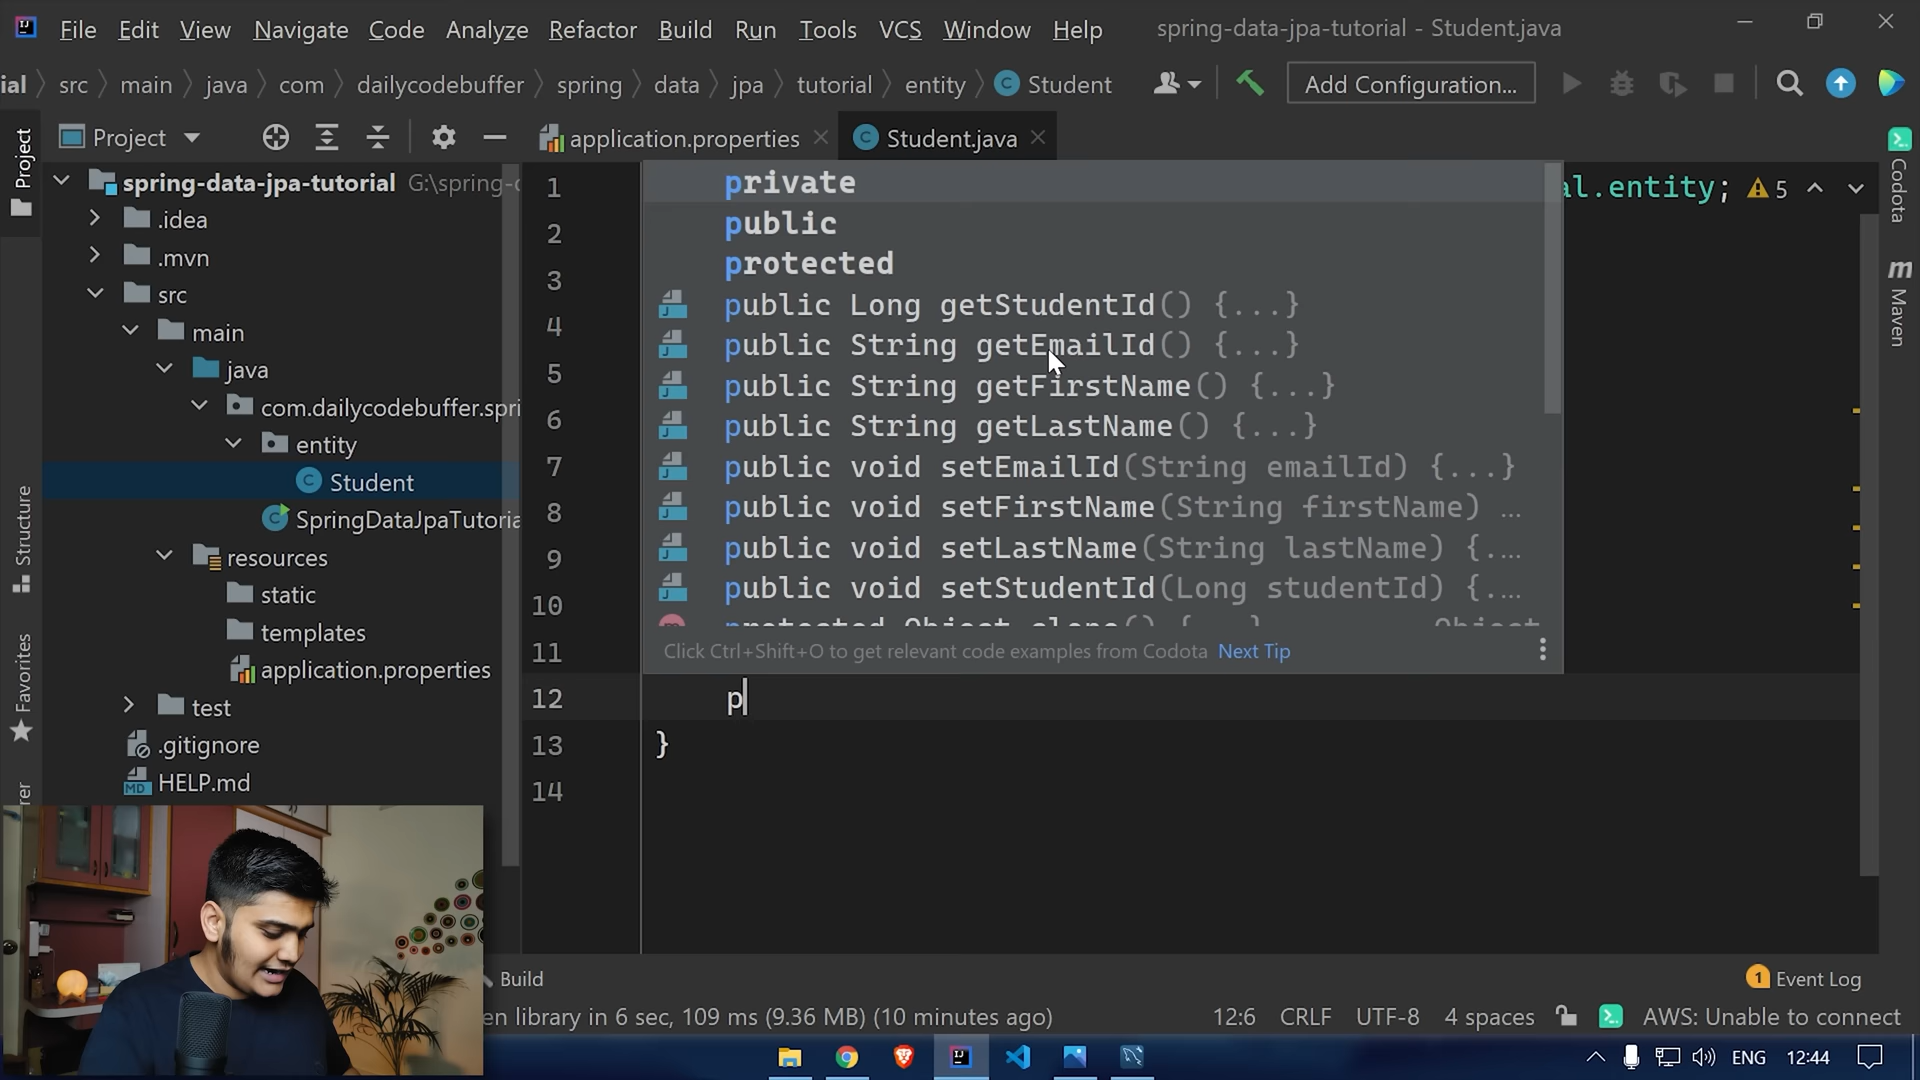 File Edit View Navigate Code Analyze Refactor Build Run Tools VCS Window Help spring-data-jpa-tutorial - Student.java
ial src main java com dailycodebuffer spring data jpa tutorial entity Student Add Configuration...
Project application.properties Student.java
Project
Structure
Favorites
rer
spring-data-jpa-tutorial G:\spring-
.idea
.mvn
src
main
java
com.dailycodebuffer.spri
entity
Student
SpringDataJpaTutoria
resources
static
templates
application.properties
test
.gitignore
HELP.md
1
2
3
4
5
6
7
8
9
10
11
12 p
13 }
14
al.entity; 5
private
public
protected
public Long getStudentId() {...}
public String getEmailId() {...}
public String getFirstName() {...}
public String getLastName() {...}
public void setEmailId(String emailId) {...}
public void setFirstName(String firstName) ...
public void setLastName(String lastName) {...
public void setStudentId(Long studentId) {...
protected Object clone() {...} Object
Click Ctrl+Shift+O to get relevant code examples from Codota Next Tip
Codota
Maven
Build
1 Event Log
en library in 6 sec, 109 ms (9.36 MB) (10 minutes ago) 12:6 CRLF UTF-8 4 spaces AWS: Unable to connect
ENG 12:44